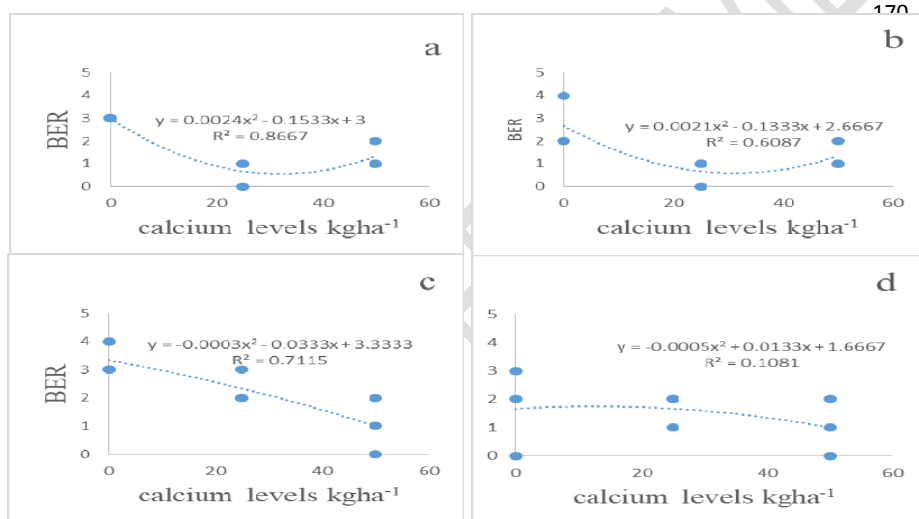 170
a
5
4
3
2
1
0
BER
y = 0.0024x² - 0.1533x + 3
R² = 0.8667
0 20 40 60
calcium levels kgha⁻¹
b
5
4
3
2
1
0
BER
y = 0.0021x² - 0.1333x + 2.6667
R² = 0.6087
0 20 40 60
calcium levels kgha⁻¹
c
5
4
3
2
1
0
BER
y = -0.0003x² - 0.0333x + 3.3333
R² = 0.7115
0 20 40 60
calcium levels kgha⁻¹
d
5
4
3
2
1
0
y = -0.0005x² + 0.0133x + 1.6667
R² = 0.1081
0 20 40 60
calcium levels kgha⁻¹